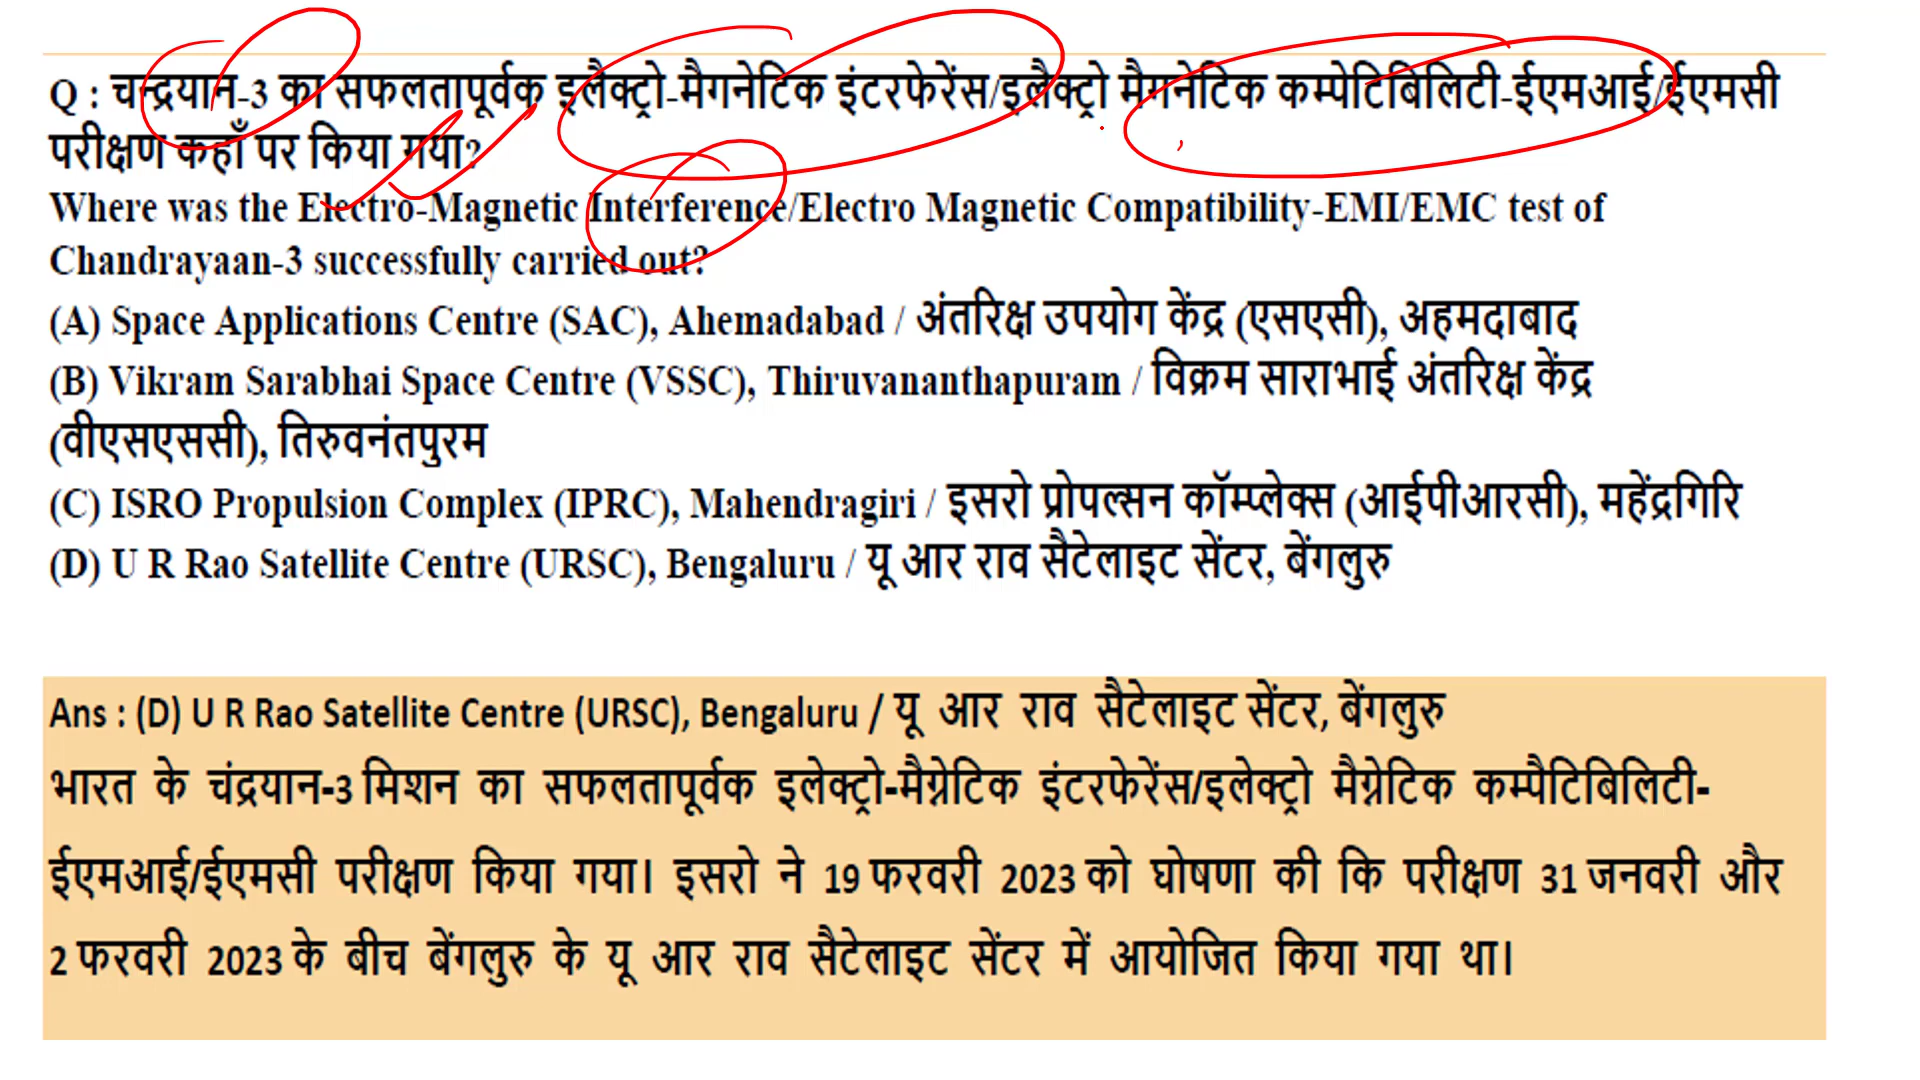 Q : चन्द्रयान-3 का सफलतापूर्वक इलैक्ट्रो-मैगनेटिक इंटरफेरेंस/इलैक्ट्रो मैगनेटिक कम्पेटिबिलिटी-ईएमआई/ईएमसी
परीक्षण कहाँ पर किया गया?
Where was the Electro-Magnetic Interference/Electro Magnetic Compatibility-EMI/EMC test of
Chandrayaan-3 successfully carried out?
(A) Space Applications Centre (SAC), Ahemadabad / अंतरिक्ष उपयोग केंद्र (एसएसी), अहमदाबाद
(B) Vikram Sarabhai Space Centre (VSSC), Thiruvananthapuram / विक्रम साराभाई अंतरिक्ष केंद्र
(वीएसएससी), तिरुवनंतपुरम
(C) ISRO Propulsion Complex (IPRC), Mahendragiri / इसरो प्रोपल्सन कॉम्प्लेक्स (आईपीआरसी), महेंद्रगिरि
(D) U R Rao Satellite Centre (URSC), Bengaluru / यू आर राव सैटेलाइट सेंटर, बेंगलुरु
Ans : (D) U R Rao Satellite Centre (URSC), Bengaluru / यू आर राव सैटेलाइट सेंटर, बेंगलुरु
भारत के चंद्रयान-3 मिशन का सफलतापूर्वक इलेक्ट्रो-मैग्नेटिक इंटरफेरेंस/इलेक्ट्रो मैग्नेटिक कम्पैटिबिलिटी-
ईएमआई/ईएमसी परीक्षण किया गया। इसरो ने 19 फरवरी 2023 को घोषणा की कि परीक्षण 31 जनवरी और
2 फरवरी 2023 के बीच बेंगलुरु के यू आर राव सैटेलाइट सेंटर में आयोजित किया गया था।